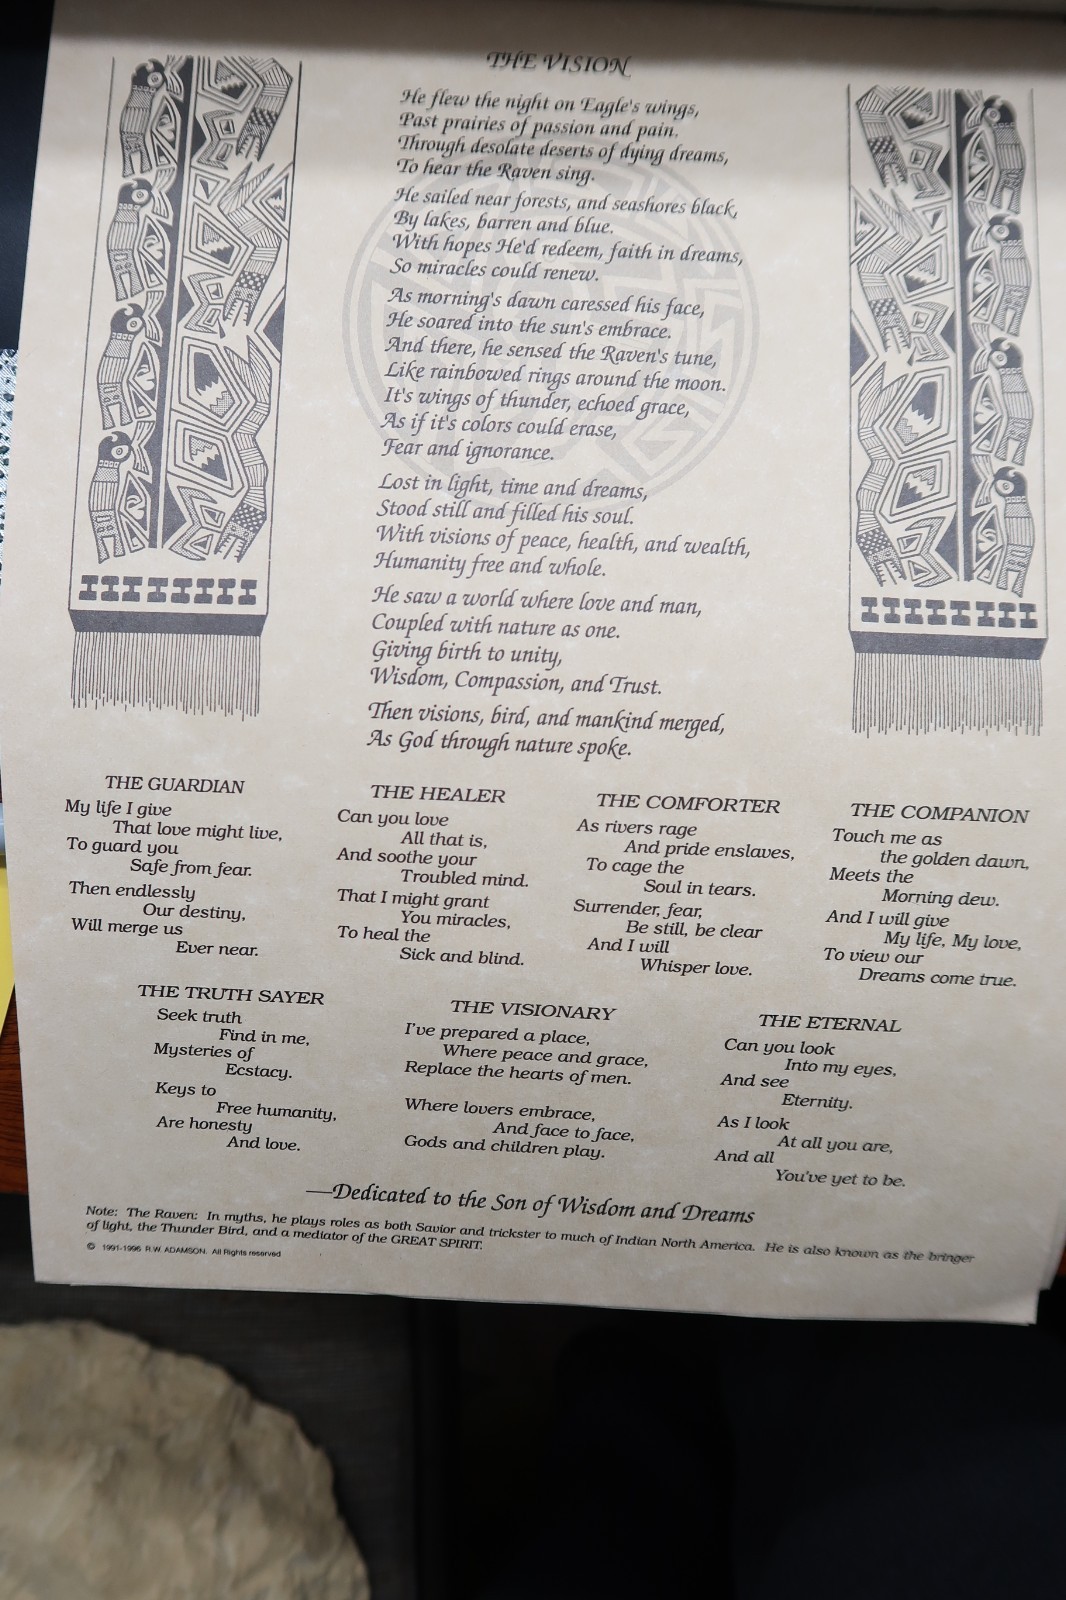 THE VISION
He flew the night on Eagle's wings,
Past prairies of passion and pain.
Through desolate deserts of dying dreams,
To hear the Raven sing.
He sailed near forests, and seashores black,
By lakes, barren and blue.
With hopes He'd redeem, faith in dreams,
So miracles could renew.
As morning's dawn caressed his face,
He soared into the sun's embrace.
And there, he sensed the Raven's tune,
Like rainbowed rings around the moon.
It's wings of thunder, echoed grace,
As if it's colors could erase,
Fear and ignorance.
Lost in light, time and dreams,
Stood still and filled his soul.
With visions of peace, health, and wealth,
Humanity free and whole.
He saw a world where love and man,
Coupled with nature as one.
Giving birth to unity,
Wisdom, Compassion, and Trust.
Then visions, bird, and mankind merged,
As God through nature spoke.
THE GUARDIAN
My life I give
That love might live,
To guard you
Safe from fear.
Then endlessly
Our destiny,
Will merge us
Ever near.
THE HEALER
Can you love
All that is,
And soothe your
Troubled mind.
That I might grant
You miracles,
To heal the
Sick and blind.
THE COMFORTER
As rivers rage
And pride enslaves,
To cage the
Soul in tears.
Surrender, fear,
Be still, be clear
And I will
Whisper love.
THE COMPANION
Touch me as
the golden dawn,
Meets the
Morning dew.
And I will give
My life, My love,
To view our
Dreams come true.
THE TRUTH SAYER
Seek truth
Find in me,
Mysteries of
Ecstacy.
Keys to
Free humanity,
Are honesty
And love.
THE VISIONARY
I've prepared a place,
Where peace and grace,
Replace the hearts of men.
Where lovers embrace,
And face to face,
Gods and children play.
THE ETERNAL
Can you look
Into my eyes,
And see
Eternity.
As I look
At all you are,
And all
You've yet to be.
—Dedicated to the Son of Wisdom and Dreams
Note: The Raven: In myths, he plays roles as both Savior and trickster to much of Indian North America. He is also known as the bringer
of light, the Thunder Bird, and a mediator of the GREAT SPIRIT.
© 1991-1996 R.W. ADAMSON. All Rights reserved